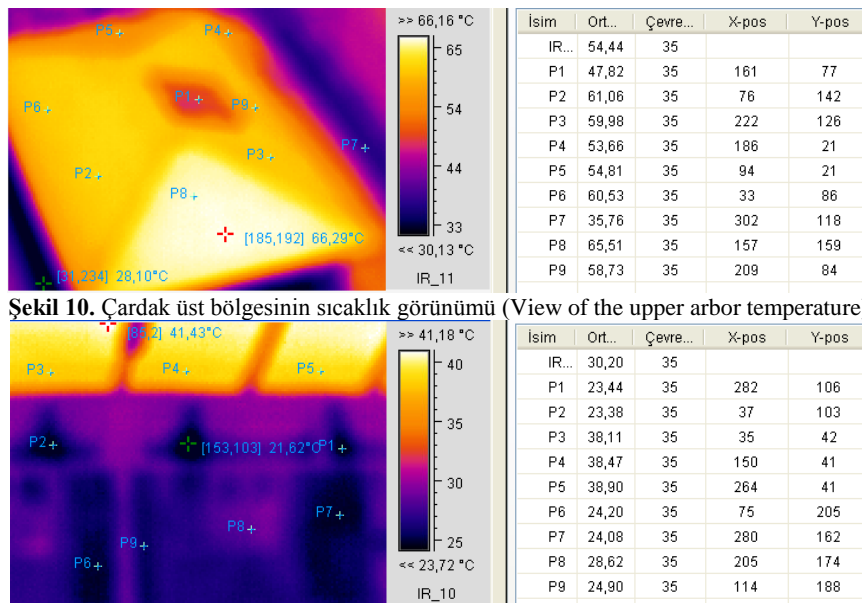 P5
P4
P1
P9
P6
P7
P3
P2
P8
[185,192] 66,29°C
[31,234] 28,10°C
>> 66,16 °C
65
54
44
33
<< 30,13 °C
IR_11
İsim Ort... Çevre... X-pos Y-pos
IR... 54,44 35
P1 47,82 35 161 77
P2 61,06 35 76 142
P3 59,98 35 222 126
P4 53,66 35 186 21
P5 54,81 35 94 21
P6 60,53 35 33 86
P7 35,76 35 302 118
P8 65,51 35 157 159
P9 58,73 35 209 84
Şekil 10. Çardak üst bölgesinin sıcaklık görünümü (View of the upper arbor temperature
41,43°C
P3
P4
P5
P2
[153,103] 21,62°C
P1
P7
P8
P9
P6
>> 41,18 °C
40
35
30
25
<< 23,72 °C
IR_10
İsim Ort... Çevre... X-pos Y-pos
IR... 30,20 35
P1 23,44 35 282 106
P2 23,38 35 37 103
P3 38,11 35 35 42
P4 38,47 35 150 41
P5 38,90 35 264 41
P6 24,20 35 75 205
P7 24,08 35 280 162
P8 28,62 35 205 174
P9 24,90 35 114 188